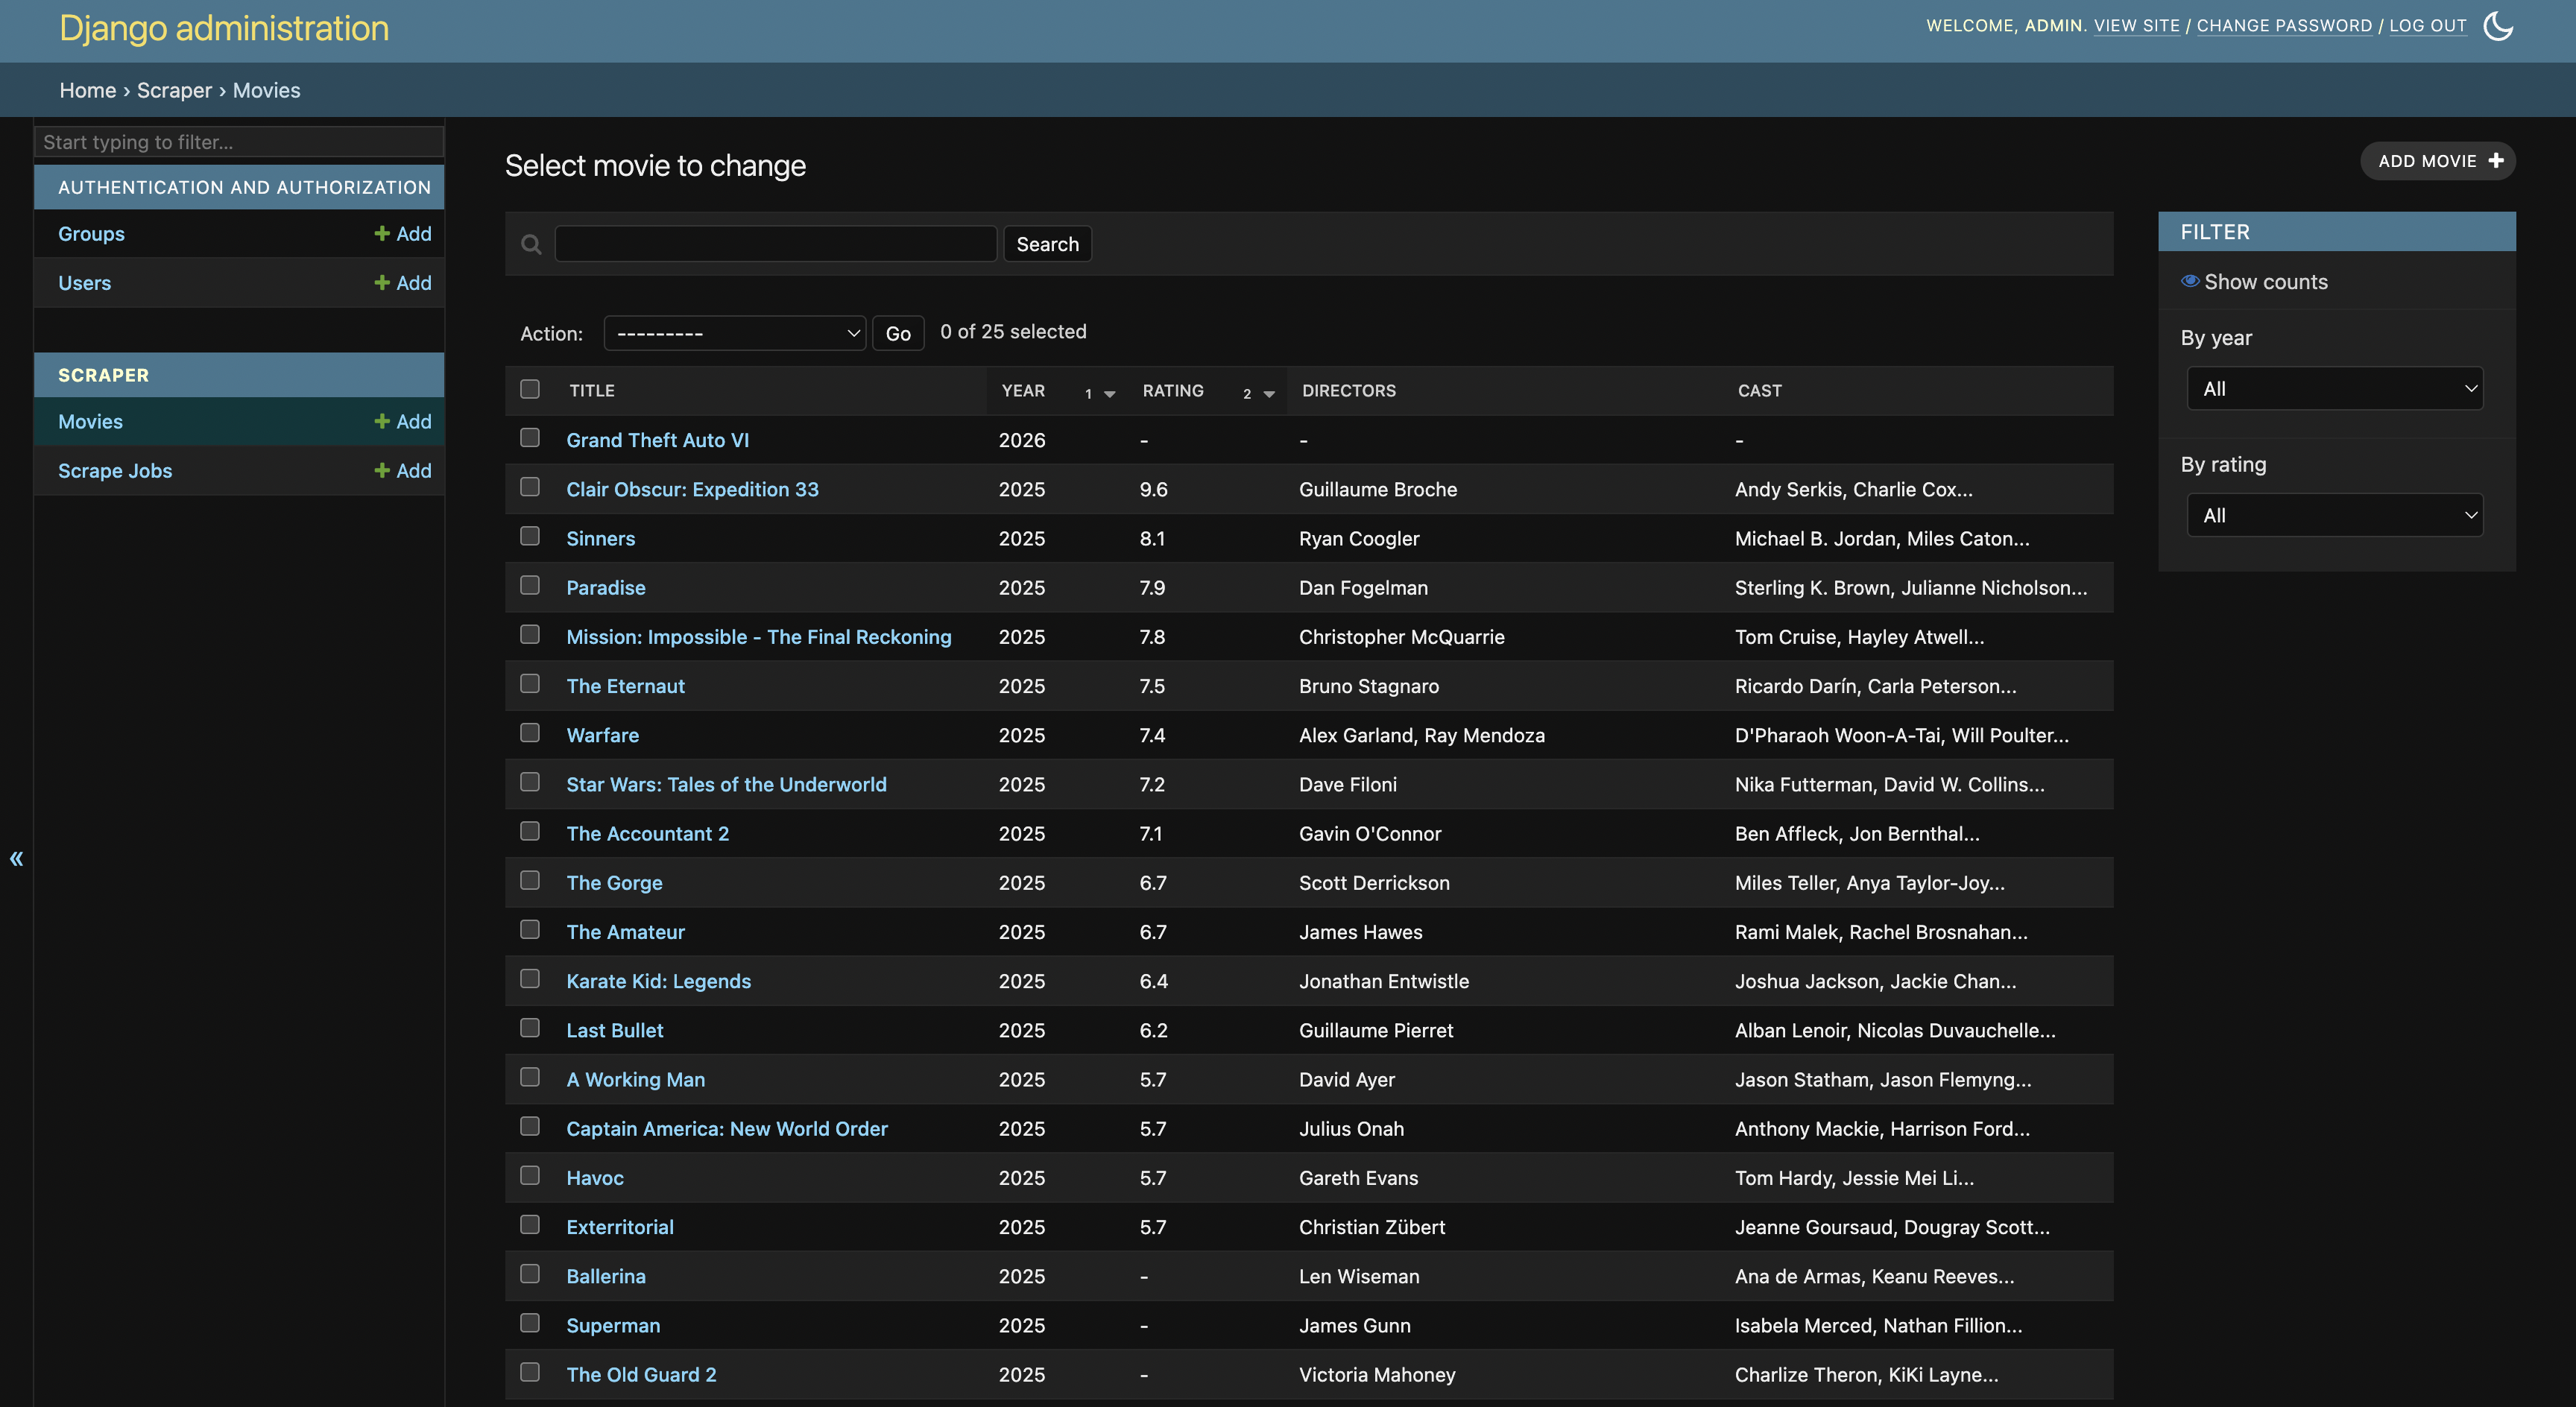 Django administration
WELCOME, ADMIN. VIEW SITE / CHANGE PASSWORD / LOG OUT
Home › Scraper › Movies
Start typing to filter...
AUTHENTICATION AND AUTHORIZATION
Groups + Add
Users + Add
SCRAPER
Movies + Add
Scrape Jobs + Add
«
Select movie to change
ADD MOVIE +
Search
Action: --------- Go 0 of 25 selected
TITLE YEAR 1 RATING 2 DIRECTORS CAST
Grand Theft Auto VI 2026 - - -
Clair Obscur: Expedition 33 2025 9.6 Guillaume Broche Andy Serkis, Charlie Cox...
Sinners 2025 8.1 Ryan Coogler Michael B. Jordan, Miles Caton...
Paradise 2025 7.9 Dan Fogelman Sterling K. Brown, Julianne Nicholson...
Mission: Impossible - The Final Reckoning 2025 7.8 Christopher McQuarrie Tom Cruise, Hayley Atwell...
The Eternaut 2025 7.5 Bruno Stagnaro Ricardo Darín, Carla Peterson...
Warfare 2025 7.4 Alex Garland, Ray Mendoza D'Pharaoh Woon-A-Tai, Will Poulter...
Star Wars: Tales of the Underworld 2025 7.2 Dave Filoni Nika Futterman, David W. Collins...
The Accountant 2 2025 7.1 Gavin O'Connor Ben Affleck, Jon Bernthal...
The Gorge 2025 6.7 Scott Derrickson Miles Teller, Anya Taylor-Joy...
The Amateur 2025 6.7 James Hawes Rami Malek, Rachel Brosnahan...
Karate Kid: Legends 2025 6.4 Jonathan Entwistle Joshua Jackson, Jackie Chan...
Last Bullet 2025 6.2 Guillaume Pierret Alban Lenoir, Nicolas Duvauchelle...
A Working Man 2025 5.7 David Ayer Jason Statham, Jason Flemyng...
Captain America: New World Order 2025 5.7 Julius Onah Anthony Mackie, Harrison Ford...
Havoc 2025 5.7 Gareth Evans Tom Hardy, Jessie Mei Li...
Exterritorial 2025 5.7 Christian Zübert Jeanne Goursaud, Dougray Scott...
Ballerina 2025 - Len Wiseman Ana de Armas, Keanu Reeves...
Superman 2025 - James Gunn Isabela Merced, Nathan Fillion...
The Old Guard 2 2025 - Victoria Mahoney Charlize Theron, KiKi Layne...
FILTER
Show counts
By year
All
By rating
All